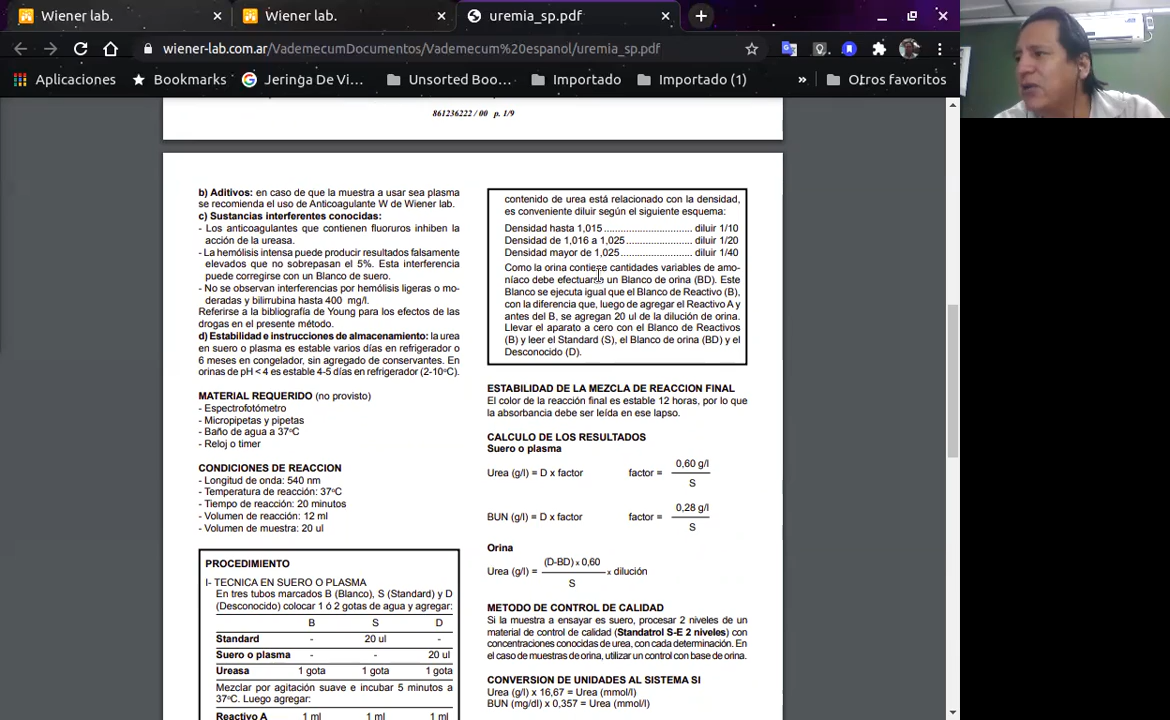 Wiener lab.
Wiener lab.
uremia_sp.pdf
wiener-lab.com.ar/VademecumDocumentos/Vademecum%20espanol/uremia_sp.pdf
Aplicaciones
Bookmarks
Jeringa De Vi...
Unsorted Boo...
Importado
Importado (1)
»
Otros favoritos
861236222 / 00 p. 1/9
b) Aditivos: en caso de que la muestra a usar sea plasma
se recomienda el uso de Anticoagulante W de Wiener lab.
c) Sustancias interferentes conocidas:
- Los anticoagulantes que contienen fluoruros inhiben la
acción de la ureasa.
- La hemólisis intensa puede producir resultados falsamente
elevados que no sobrepasan el 5%. Esta interferencia
puede corregirse con un Blanco de suero.
- No se observan interferencias por hemólisis ligeras o mo-
deradas y bilirrubina hasta 400 mg/l.
Referirse a la bibliografía de Young para los efectos de las
drogas en el presente método.
d) Estabilidad e instrucciones de almacenamiento: la urea
en suero o plasma es estable varios días en refrigerador o
6 meses en congelador, sin agregado de conservantes. En
orinas de pH < 4 es estable 4-5 días en refrigerador (2-10°C).
MATERIAL REQUERIDO (no provisto)
- Espectrofotómetro
- Micropipetas y pipetas
- Baño de agua a 37°C
- Reloj o timer
CONDICIONES DE REACCION
- Longitud de onda: 540 nm
- Temperatura de reacción: 37°C
- Tiempo de reacción: 20 minutos
- Volumen de reacción: 12 ml
- Volumen de muestra: 20 ul
PROCEDIMIENTO
I- TECNICA EN SUERO O PLASMA
En tres tubos marcados B (Blanco), S (Standard) y D
(Desconocido) colocar 1 ó 2 gotas de agua y agregar:
B S D
Standard - 20 ul -
Suero o plasma - - 20 ul
Ureasa 1 gota 1 gota 1 gota
Mezclar por agitación suave e incubar 5 minutos a
37°C. Luego agregar:
Reactivo A 1 ml 1 ml 1 ml
contenido de urea está relacionado con la densidad,
es conveniente diluir según el siguiente esquema:
Densidad hasta 1,015 ............................. diluir 1/10
Densidad de 1,016 a 1,025...................... diluir 1/20
Densidad mayor de 1,025........................ diluir 1/40
Como la orina contiene cantidades variables de amo-
níaco debe efectuarse un Blanco de orina (BD). Este
Blanco se ejecuta igual que el Blanco de Reactivo (B),
con la diferencia que, luego de agregar el Reactivo A y
antes del B, se agregan 20 ul de la dilución de orina.
Llevar el aparato a cero con el Blanco de Reactivos
(B) y leer el Standard (S), el Blanco de orina (BD) y el
Desconocido (D).
ESTABILIDAD DE LA MEZCLA DE REACCION FINAL
El color de la reacción final es estable 12 horas, por lo que
la absorbancia debe ser leída en ese lapso.
CALCULO DE LOS RESULTADOS
Suero o plasma
0,60 g/l
Urea (g/l) = D x factor factor =
S
0,28 g/l
BUN (g/l) = D x factor factor =
S
Orina
(D-BD) x 0,60
Urea (g/l) = x dilución
S
METODO DE CONTROL DE CALIDAD
Si la muestra a ensayar es suero, procesar 2 niveles de un
material de control de calidad (Standatrol S-E 2 niveles) con
concentraciones conocidas de urea, con cada determinación. En
el caso de muestras de orina, utilizar un control con base de orina.
CONVERSION DE UNIDADES AL SISTEMA SI
Urea (g/l) x 16,67 = Urea (mmol/l)
BUN (mg/dl) x 0,357 = Urea (mmol/l)